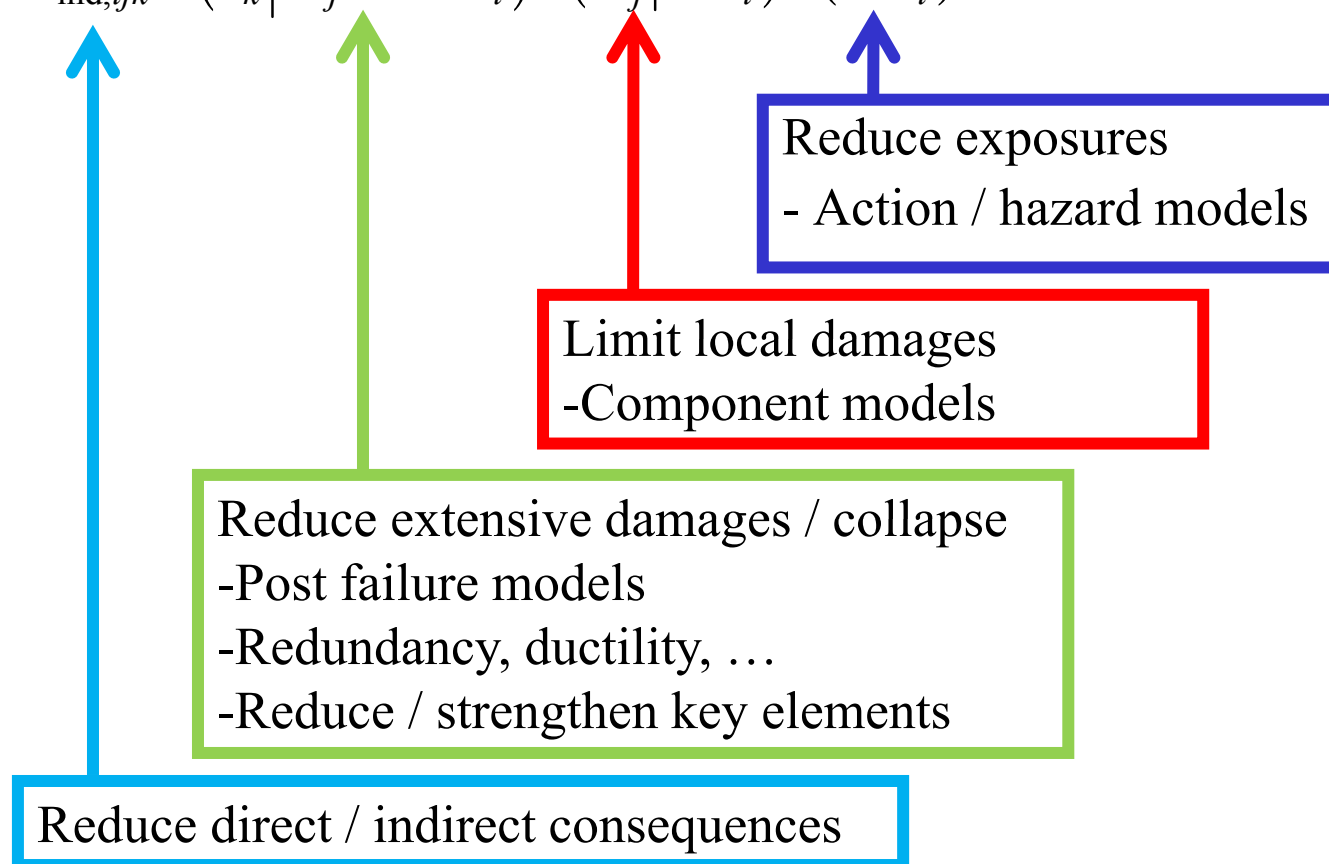 Reduce exposures
- Action / hazard models
Limit local damages
-Component models
Reduce extensive damages / collapse
-Post failure models
-Redundancy, ductility, …
-Reduce / strengthen key elements
Reduce direct / indirect consequences